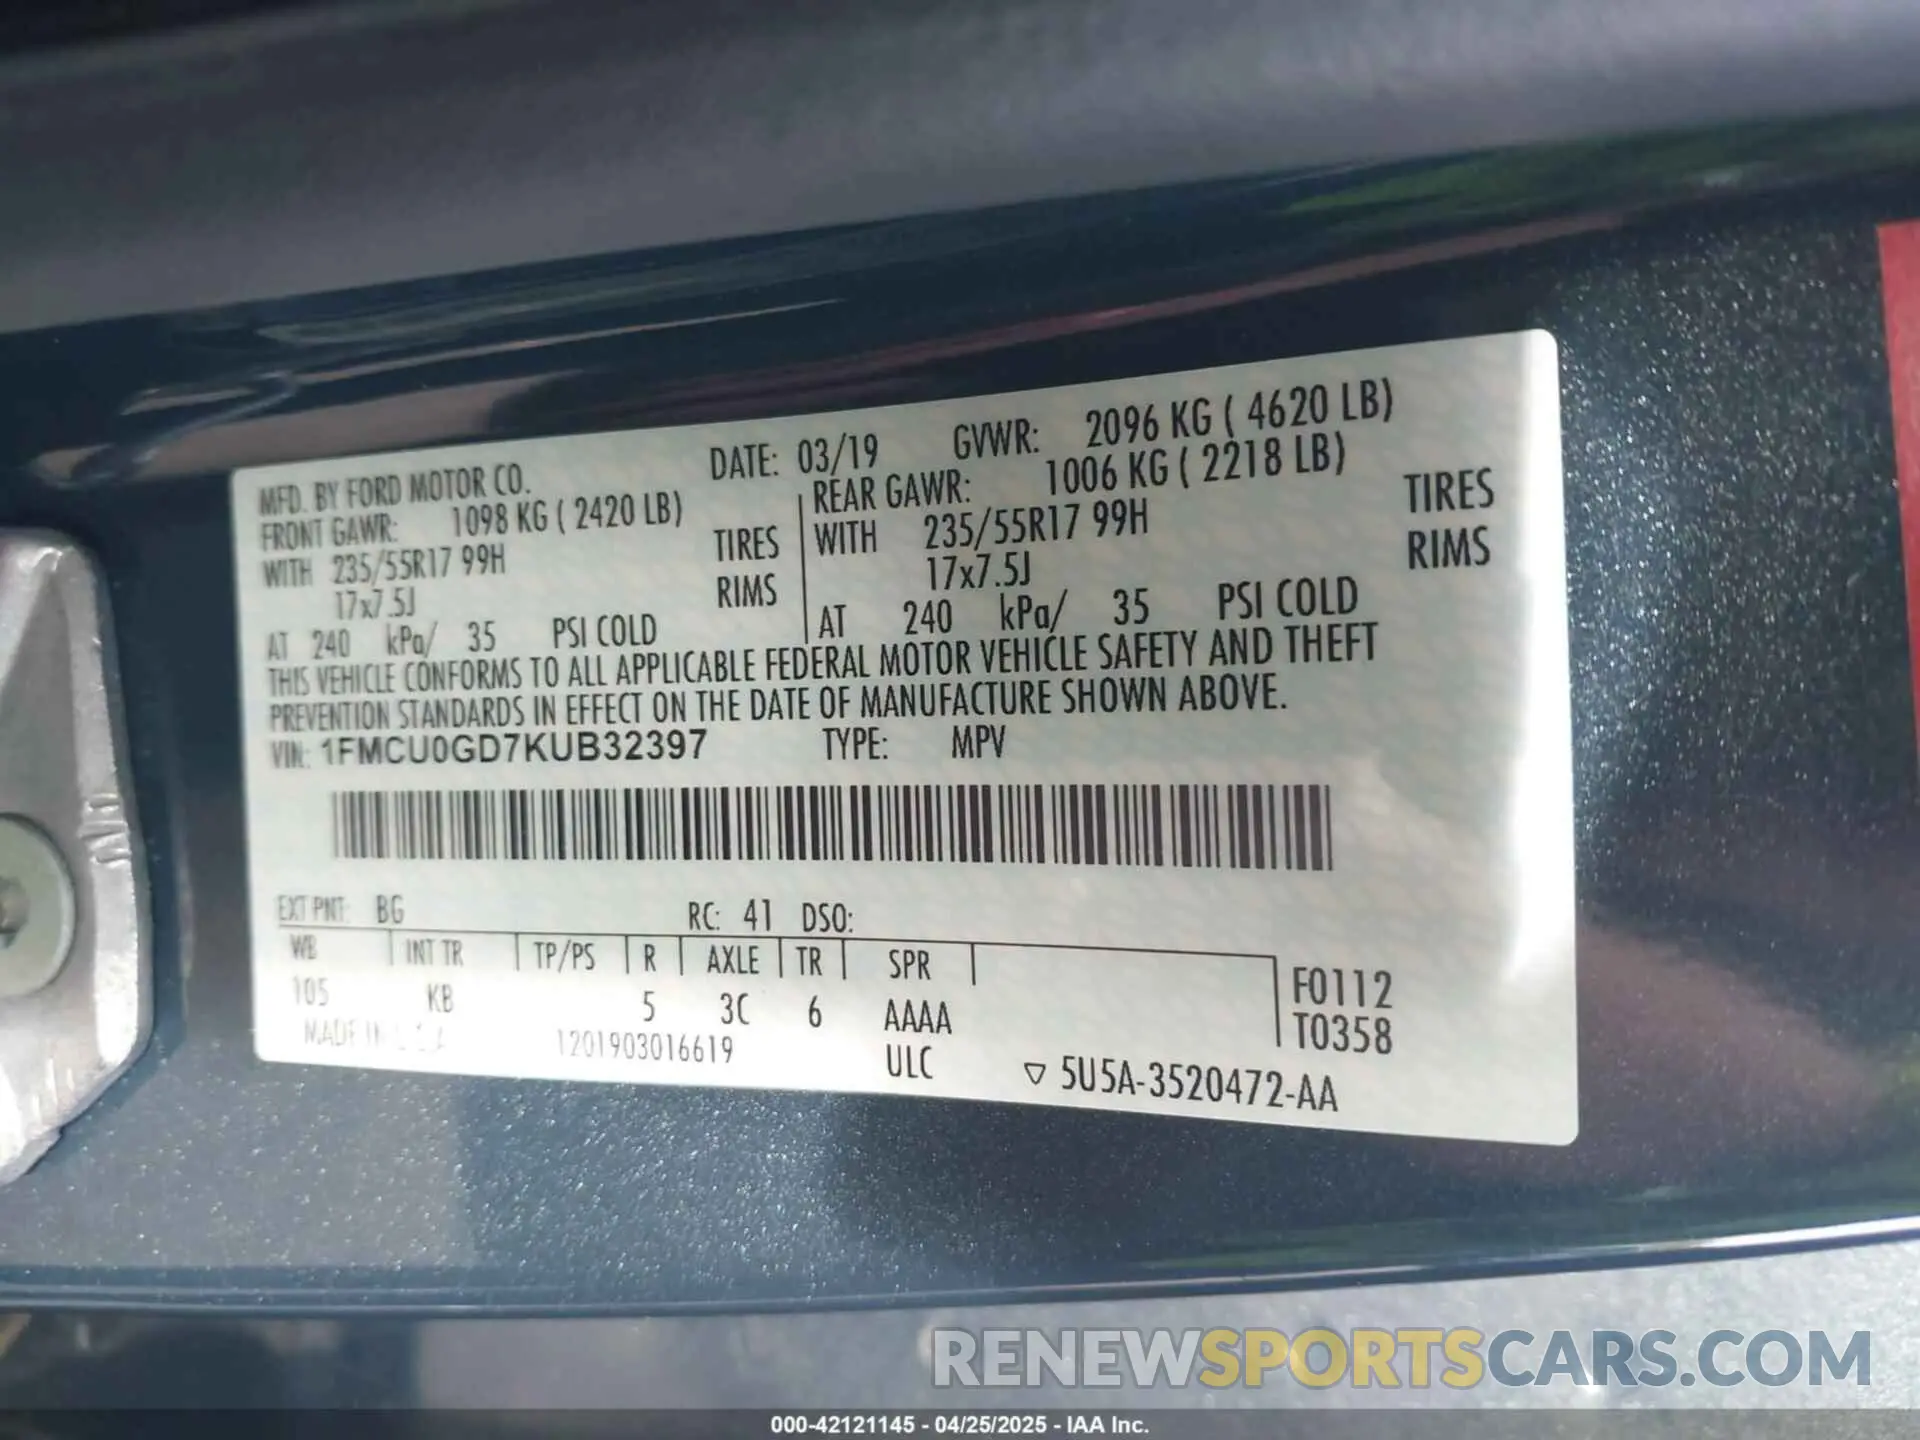 MFD. BY FORD MOTOR CO. DATE: 03/19 GVWR: 2096 KG ( 4620 LB)
FRONT GAWR: 1098 KG ( 2420 LB) REAR GAWR: 1006 KG ( 2218 LB)
WITH 235/55R17 99H TIRES WITH 235/55R17 99H TIRES
17x7.5J RIMS 17x7.5J RIMS
AT 240 kPa/ 35 PSI COLD AT 240 kPa/ 35 PSI COLD
THIS VEHICLE CONFORMS TO ALL APPLICABLE FEDERAL MOTOR VEHICLE SAFETY AND THEFT
PREVENTION STANDARDS IN EFFECT ON THE DATE OF MANUFACTURE SHOWN ABOVE.
VIN: 1FMCU0GD7KUB32397 TYPE: MPV
EXT PNT: BG RC: 41 DSO:
WB INT TR TP/PS R AXLE TR SPR
105 KB 5 3C 6 AAAA
F0112
T0358
MADE IN U.S.A. 1201903016619 ULC ▽ 5U5A-3520472-AA
RENEWSPORTSCARS.COM
000-42121145 - 04/25/2025 - IAA Inc.